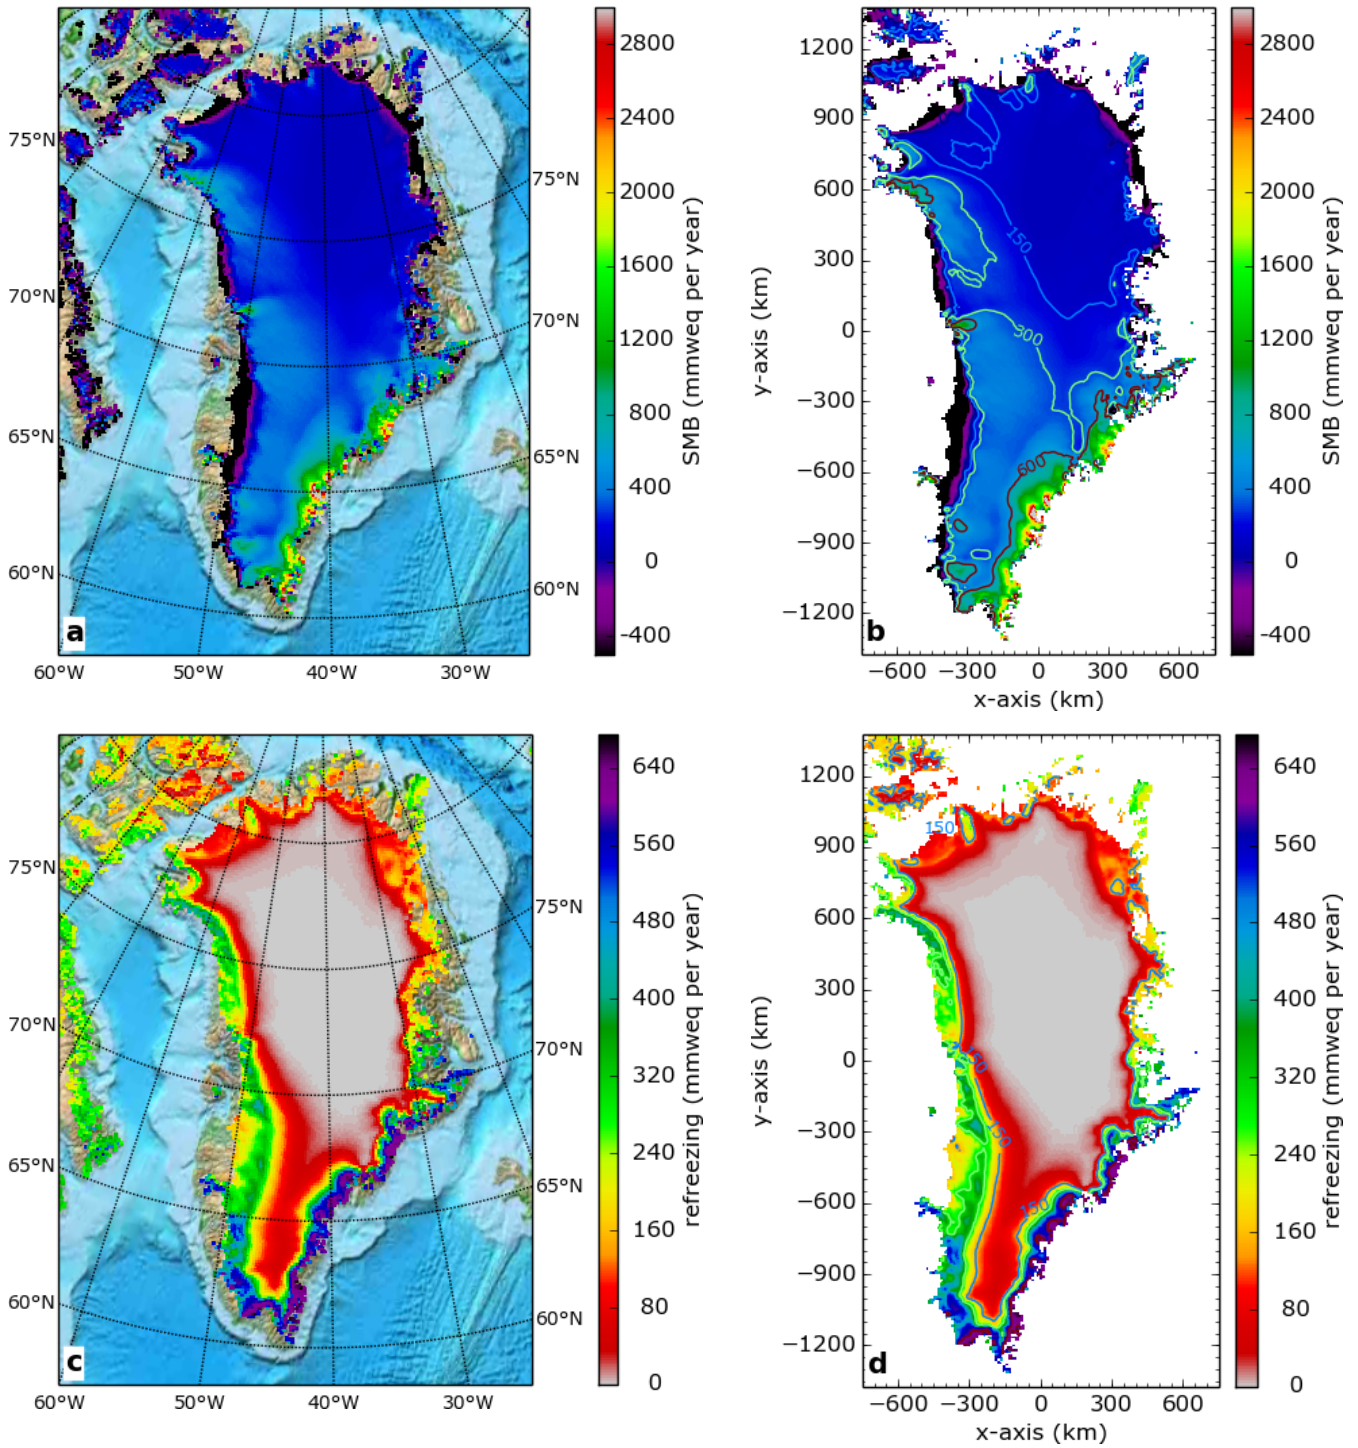 75°N
70°N
65°N
60°N
75°N
70°N
65°N
60°N
60°W
50°W
40°W
30°W
a
2800
2400
2000
1600
1200
800
400
0
-400
SMB (mmweq per year)
1200
900
600
300
0
−300
−600
−900
−1200
y-axis (km)
150
300
600
b
−600
−300
0
300
600
x-axis (km)
2800
2400
2000
1600
1200
800
400
0
-400
SMB (mmweq per year)
75°N
70°N
65°N
60°N
75°N
70°N
65°N
60°N
60°W
50°W
40°W
30°W
c
640
560
480
400
320
240
160
80
0
refreezing (mmweq per year)
1200
900
600
300
0
−300
−600
−900
−1200
y-axis (km)
150
150
150
150
d
−600
−300
0
300
600
x-axis (km)
640
560
480
400
320
240
160
80
0
refreezing (mmweq per year)